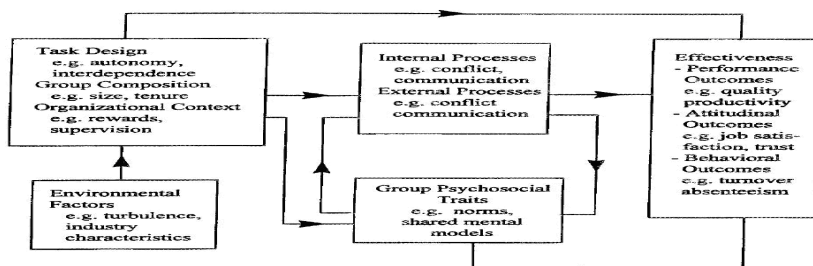 Task Design
e.g. autonomy,
interdependence
Group Composition
e.g. size, tenure
Organizational Context
e.g. rewards,
supervision
Environmental
Factors
e.g. turbulence,
industry
characteristics
Internal Processes
e.g. conflict,
communication
External Processes
e.g. conflict
communication
Group Psychosocial
Traits
e.g. norms,
shared mental
models
Effectiveness
- Performance
Outcomes
e.g. quality
productivity
- Attitudinal
Outcomes
e.g. job satis-
faction, trust
- Behavioral
Outcomes
e.g. turnover
absenteeism